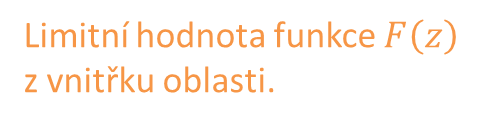 Limitní hodnota funkce F(z)
z vnitřku oblasti.